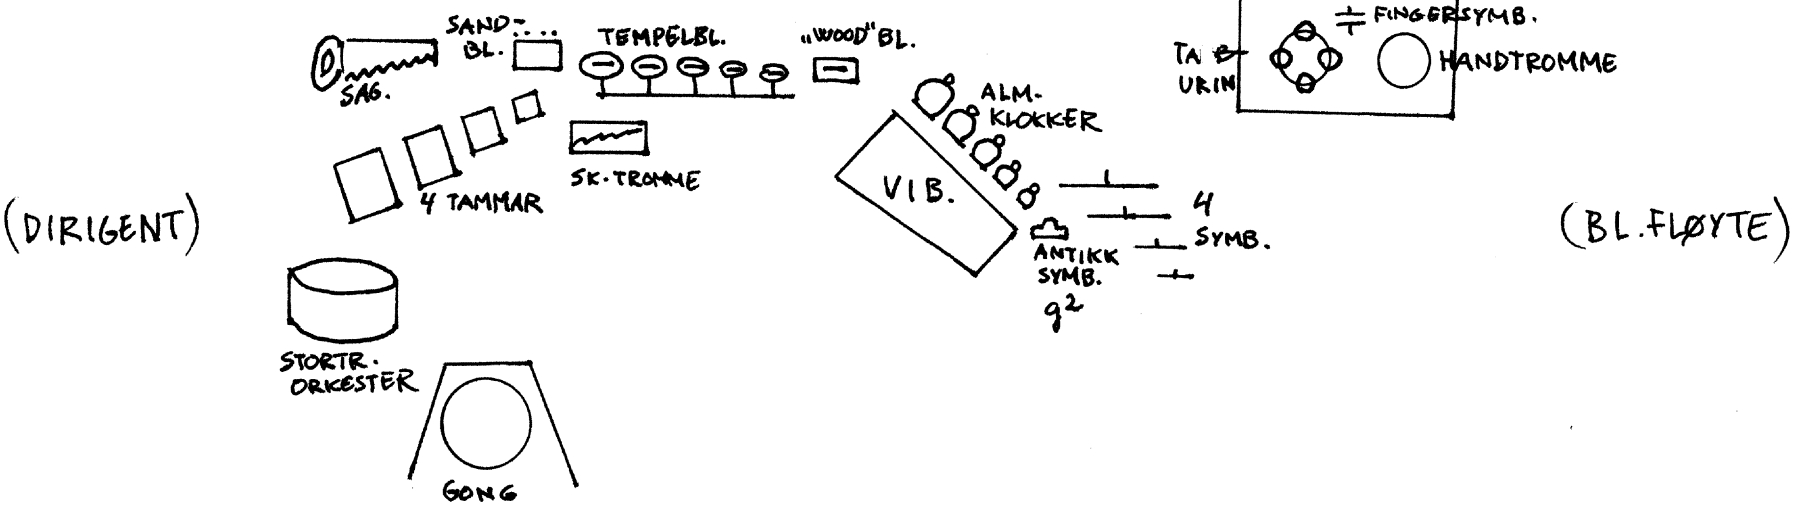 SAND-
BL.
TEMPELBL.
„WOOD" BL.
FINGERSYMB.
TAMB
URIN
HANDTROMME
SAG.
ALM-
KLOKKER
SK.TROMME
4 TAMMAR
VIB.
4
SYMB.
(DIRIGENT)
(BL.FLØYTE)
ANTIKK
SYMB.
g²
STORTR.
ORKESTER
GONG